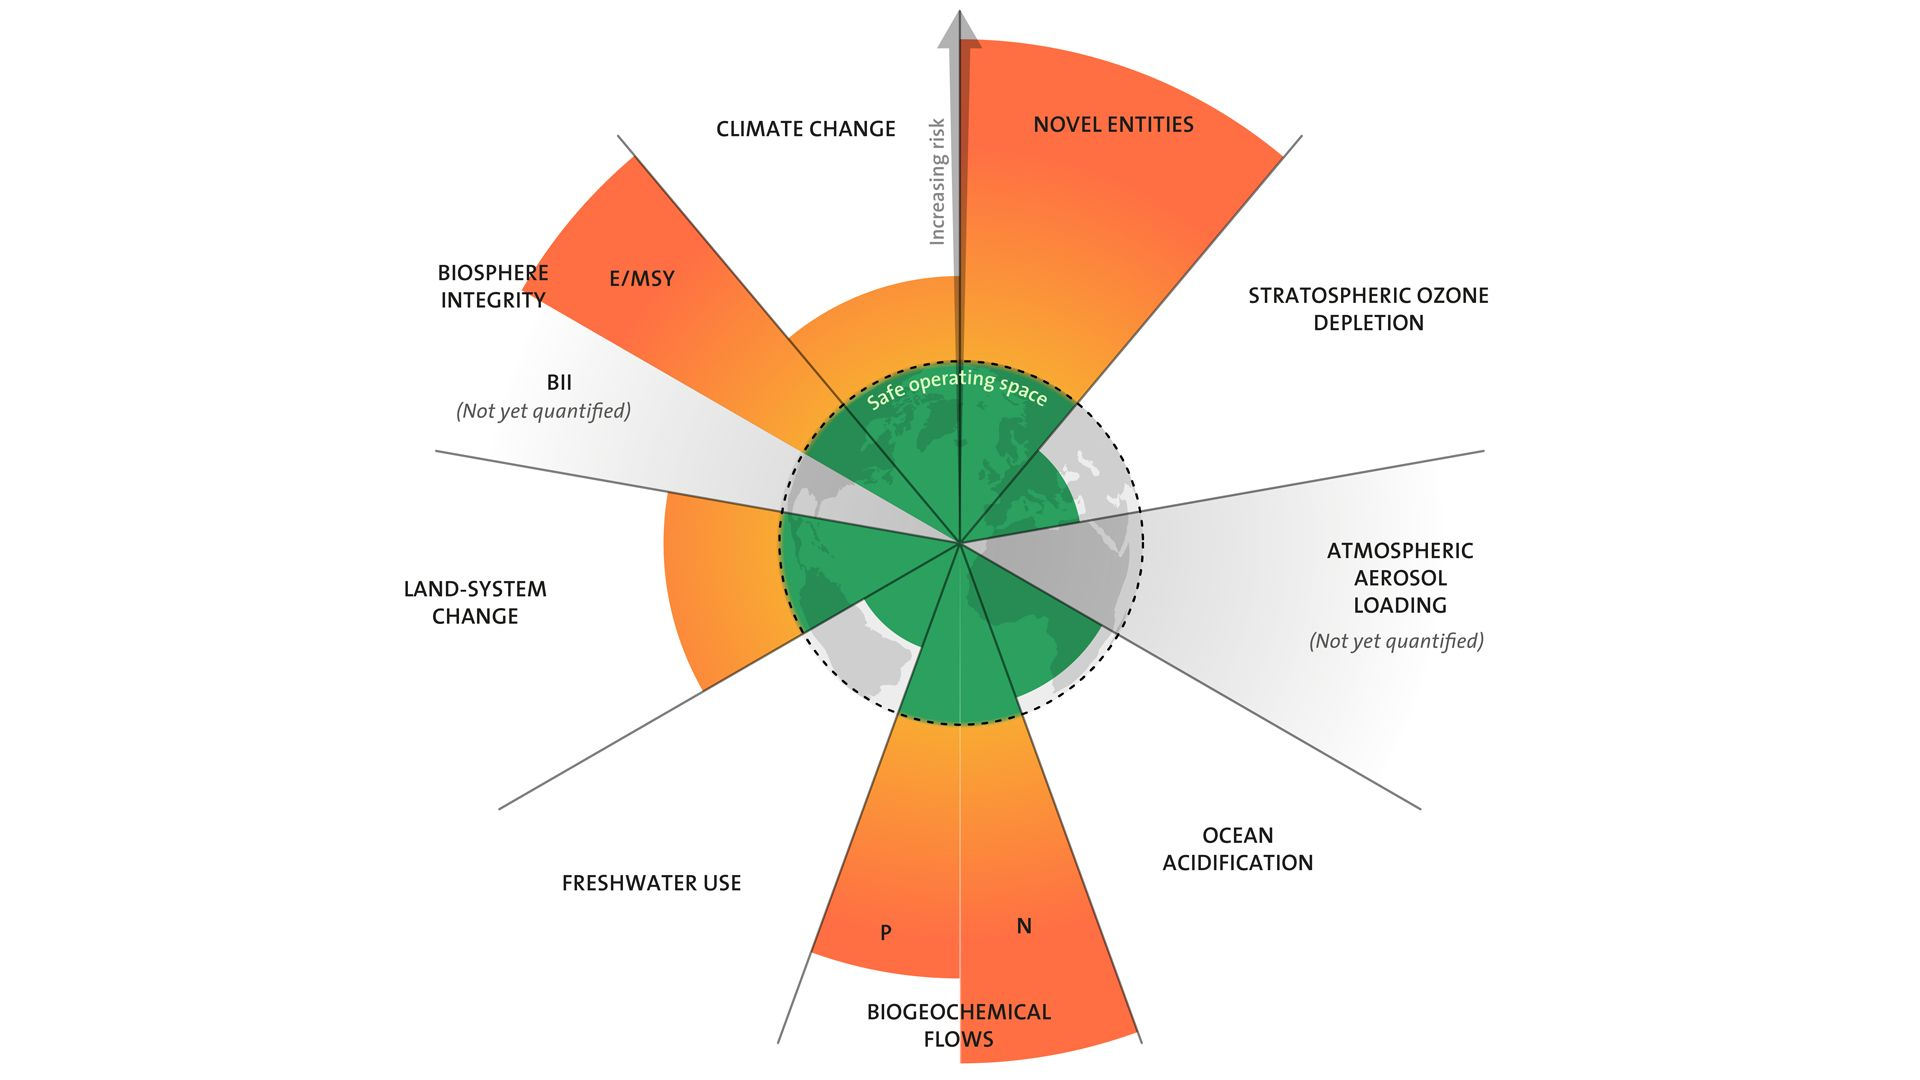 CLIMATE CHANGE
Increasing risk
NOVEL ENTITIES
STRATOSPHERIC OZONE
DEPLETION
ATMOSPHERIC
AEROSOL
LOADING
(Not yet quantified)
OCEAN
ACIDIFICATION
N
P
BIOGEOCHEMICAL
FLOWS
FRESHWATER USE
LAND-SYSTEM
CHANGE
BII
(Not yet quantified)
BIOSPHERE
INTEGRITY
E/MSY
Safe operating space